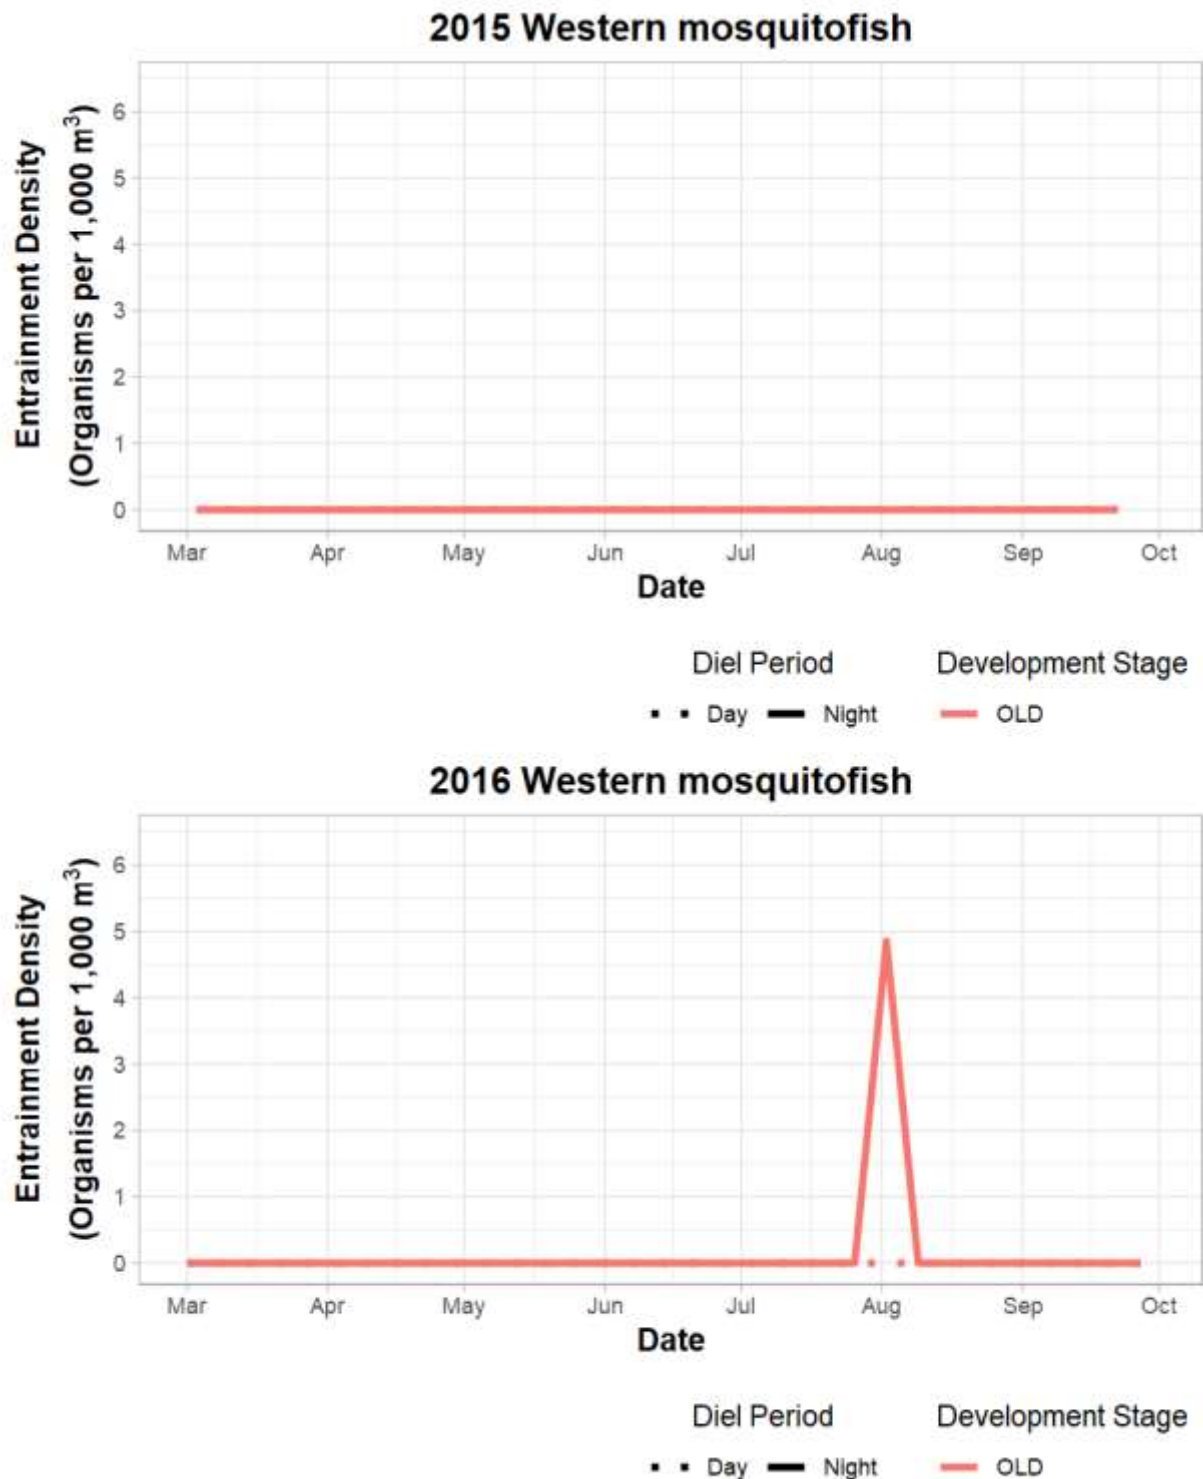 2015 Western mosquitofish
Entrainment Density
(Organisms per 1,000 m³)
6
5
4
3
2
1
0
Mar Apr May Jun Jul Aug Sep Oct
Date
Diel Period Development Stage
Day Night OLD
2016 Western mosquitofish
Entrainment Density
(Organisms per 1,000 m³)
6
5
4
3
2
1
0
Mar Apr May Jun Jul Aug Sep Oct
Date
Diel Period Development Stage
Day Night OLD